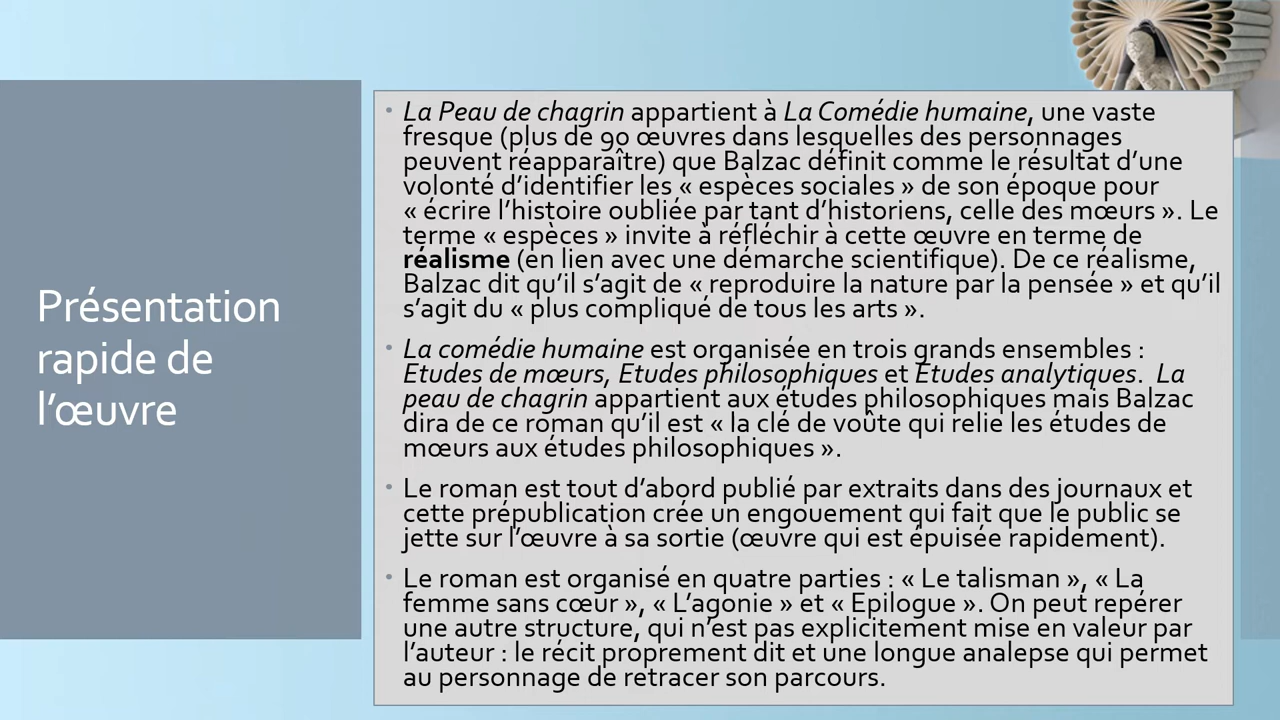 Présentation
rapide de
l’œuvre
• La Peau de chagrin appartient à La Comédie humaine, une vaste
fresque (plus de 90 œuvres dans lesquelles des personnages
peuvent réapparaître) que Balzac définit comme le résultat d’une
volonté d’identifier les « espèces sociales » de son époque pour
« écrire l’histoire oubliée par tant d’historiens, celle des mœurs ». Le
terme « espèces » invite à réfléchir à cette œuvre en terme de
réalisme (en lien avec une démarche scientifique). De ce réalisme,
Balzac dit qu’il s’agit de « reproduire la nature par la pensée » et qu’il
s’agit du « plus compliqué de tous les arts ».
• La comédie humaine est organisée en trois grands ensembles :
Etudes de mœurs, Etudes philosophiques et Etudes analytiques. La
peau de chagrin appartient aux études philosophiques mais Balzac
dira de ce roman qu’il est « la clé de voûte qui relie les études de
mœurs aux études philosophiques ».
• Le roman est tout d’abord publié par extraits dans des journaux et
cette prépublication crée un engouement qui fait que le public se
jette sur l’œuvre à sa sortie (œuvre qui est épuisée rapidement).
• Le roman est organisé en quatre parties : « Le talisman », « La
femme sans cœur », « L’agonie » et « Epilogue ». On peut repérer
une autre structure, qui n’est pas explicitement mise en valeur par
l’auteur : le récit proprement dit et une longue analepse qui permet
au personnage de retracer son parcours.